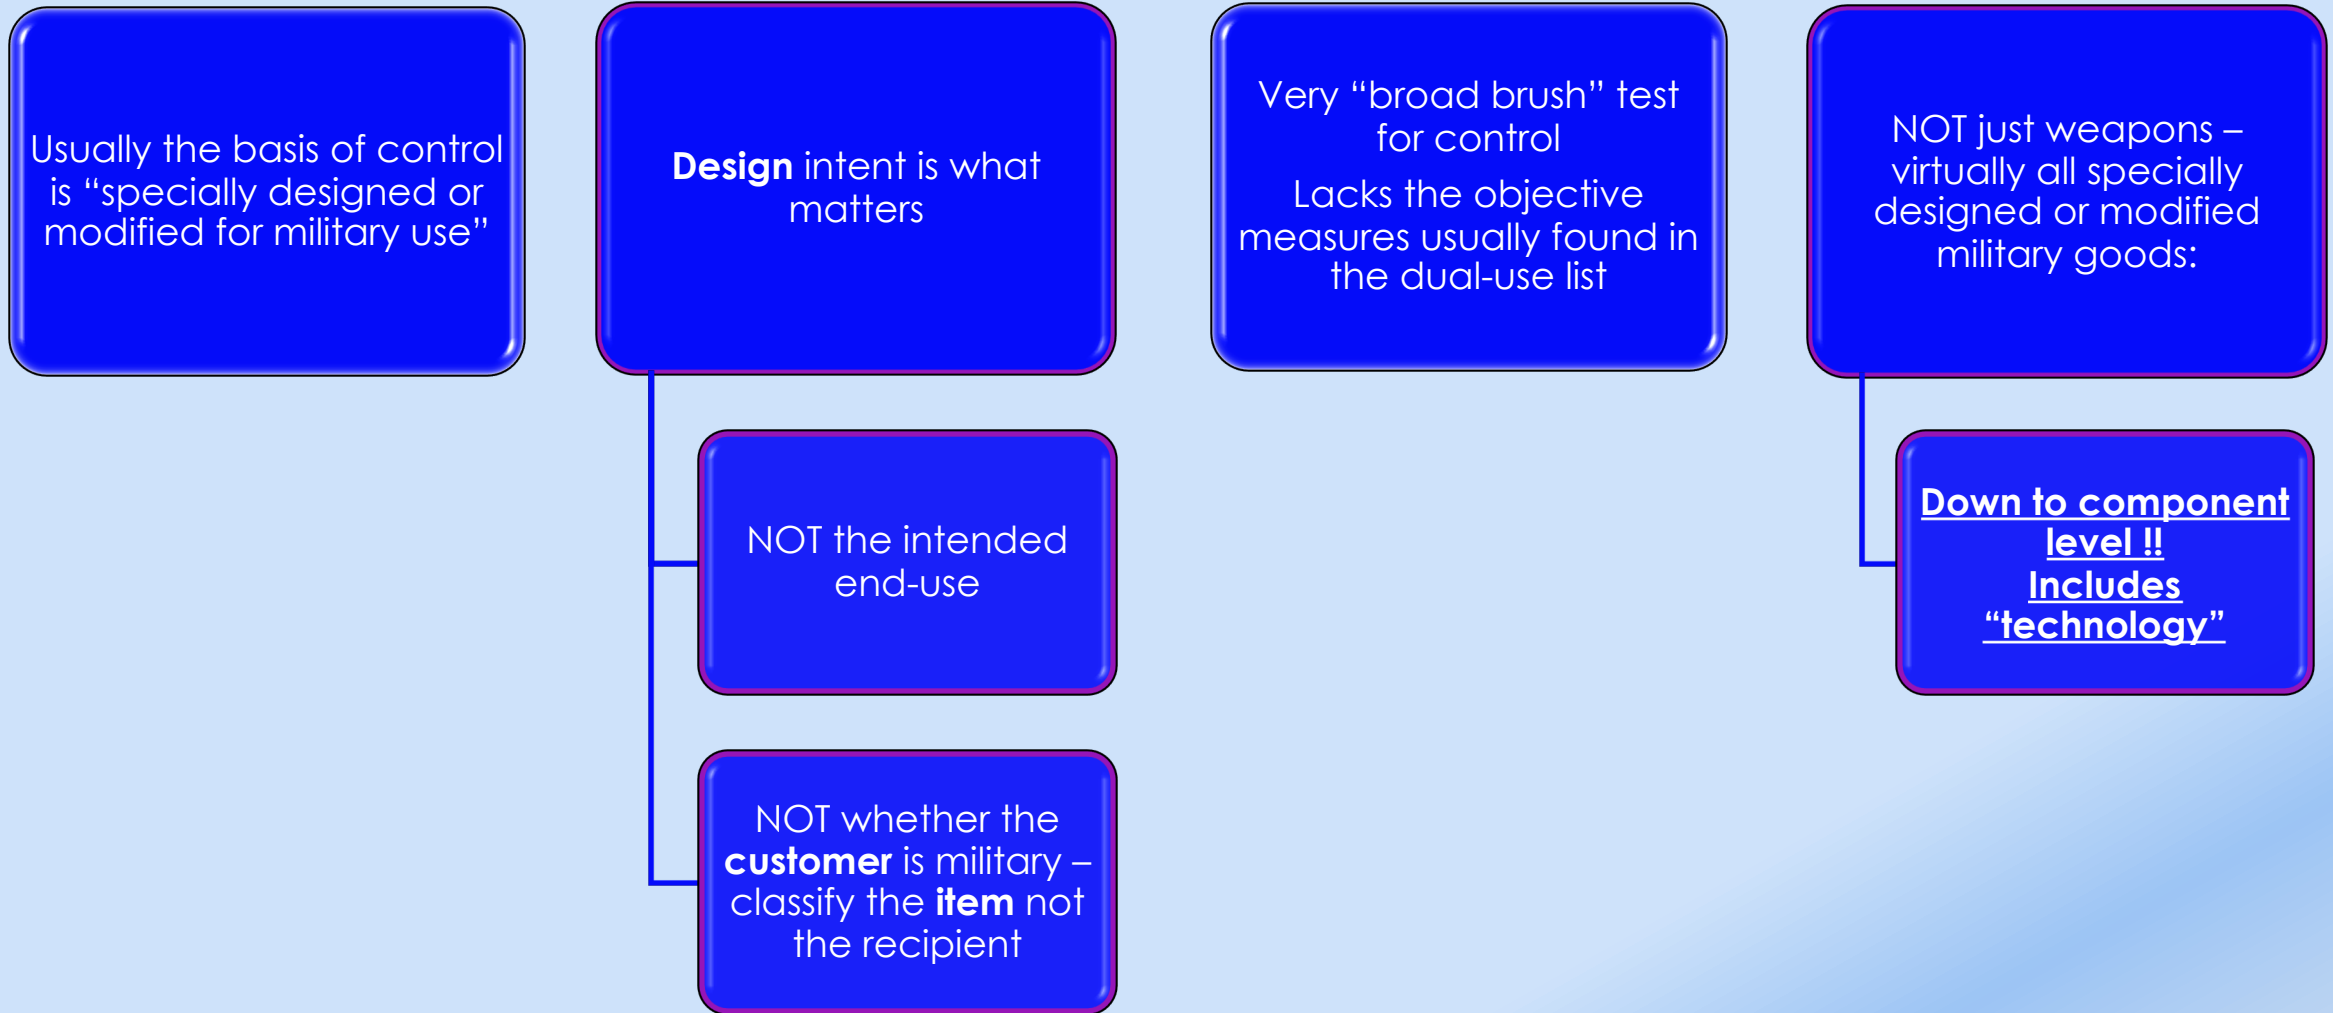 Usually the basis of control
is “specially designed or
modified for military use”
Design intent is what
matters
NOT the intended
end-use
NOT whether the
customer is military –
classify the item not
the recipient
Very “broad brush” test
for control
Lacks the objective
measures usually found in
the dual-use list
NOT just weapons –
virtually all specially
designed or modified
military goods:
Down to component
level !!
Includes
“technology”